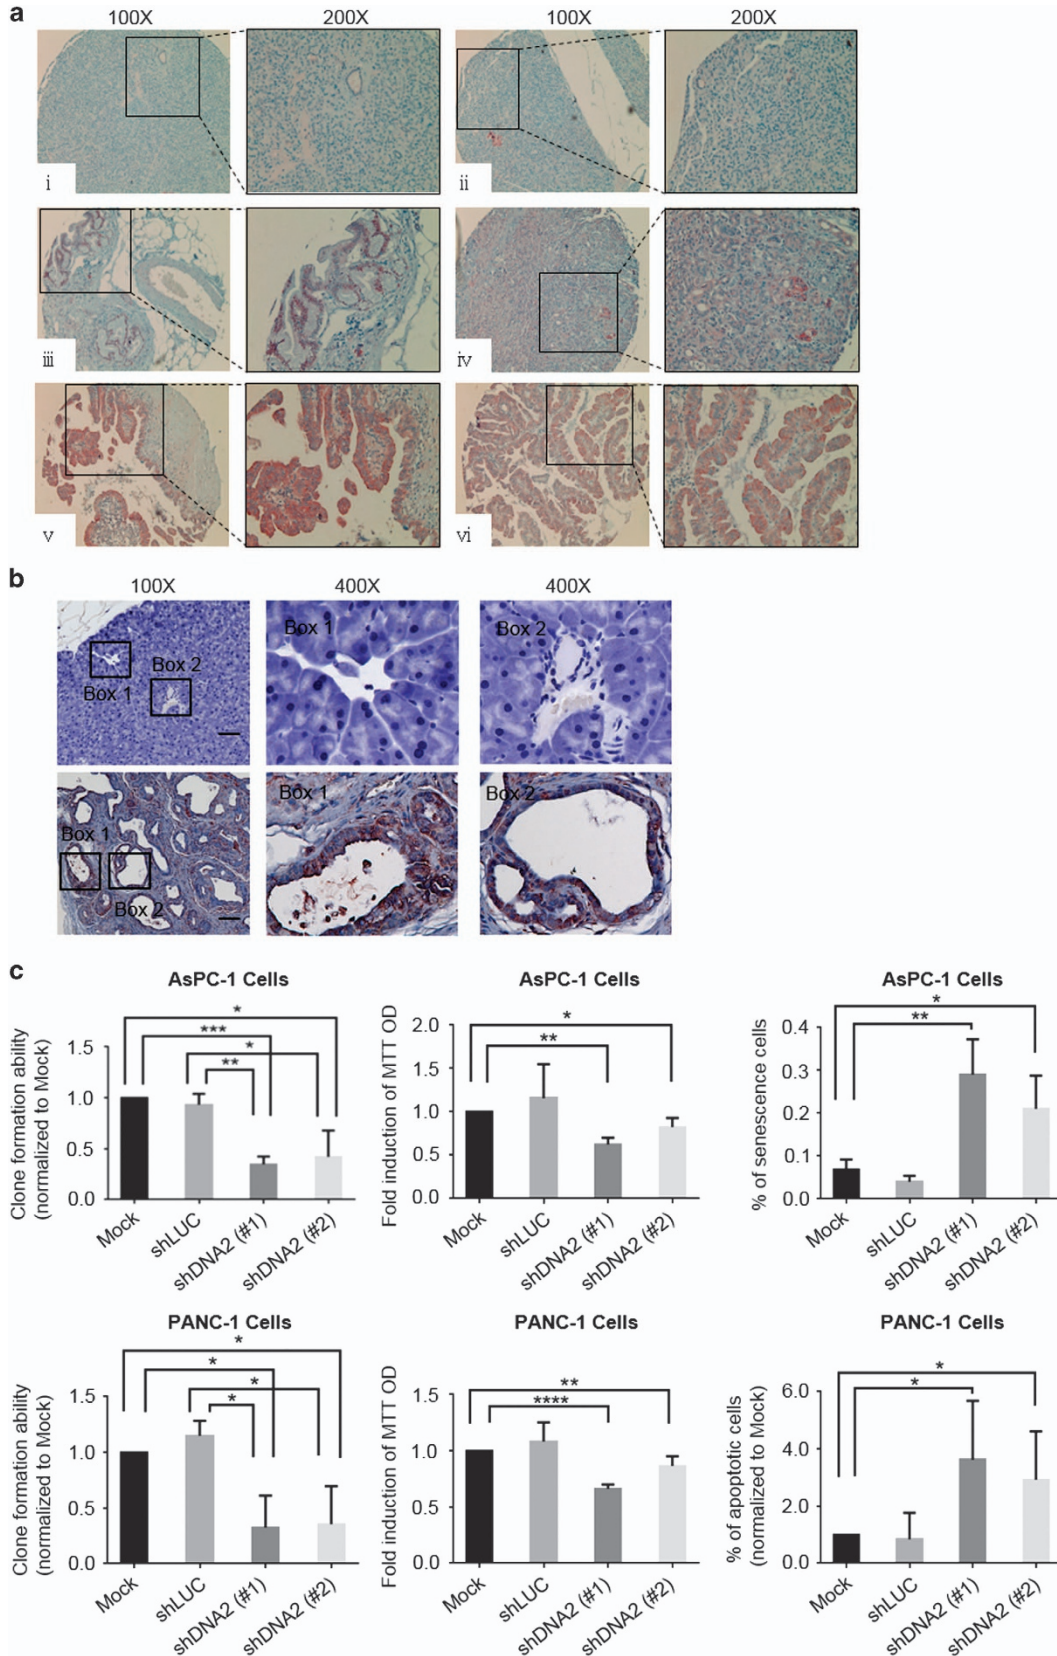 a
100X 200X 100X 200X
i ii
iii iv
v vi
b
100X 400X 400X
Box 1 Box 2
Box 2
Box 1
Box 1 Box 2
Box 1
Box 2
c
AsPC-1 Cells AsPC-1 Cells AsPC-1 Cells
Clone formation ability
(normalized to Mock)
1.5
1.0
0.5
0.0
*
***
*
**
Mock shLUC shDNA2 (#1) shDNA2 (#2)
Fold induction of MTT OD
2.0
1.5
1.0
0.5
0.0
*
**
Mock shLUC shDNA2 (#1) shDNA2 (#2)
% of senescence cells
0.4
0.3
0.2
0.1
0.0
*
**
Mock shLUC shDNA2 (#1) shDNA2 (#2)
PANC-1 Cells PANC-1 Cells PANC-1 Cells
Clone formation ability
(normalized to Mock)
1.5
1.0
0.5
0.0
*
*
*
*
Mock shLUC shDNA2 (#1) shDNA2 (#2)
Fold induction of MTT OD
1.5
1.0
0.5
0.0
**
****
Mock shLUC shDNA2 (#1) shDNA2 (#2)
% of apoptotic cells
(normalized to Mock)
6.0
4.0
2.0
0.0
*
*
Mock shLUC shDNA2 (#1) shDNA2 (#2)